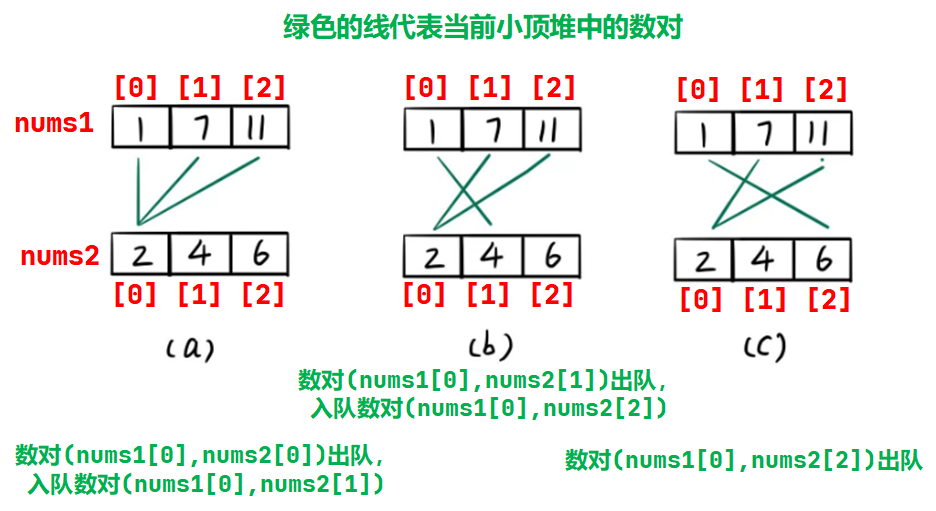 绿色的线代表当前小顶堆中的数对
[0] [1] [2]
nums1 1 7 11
nums2 2 4 6
[0] [1] [2]
(a)
数对(nums1[0],nums2[0])出队,
入队数对(nums1[0],nums2[1])
[0] [1] [2]
1 7 11
2 4 6
[0] [1] [2]
(b)
数对(nums1[0],nums2[1])出队,
入队数对(nums1[0],nums2[2])
[0] [1] [2]
1 7 11
2 4 6
[0] [1] [2]
(c)
数对(nums1[0],nums2[2])出队